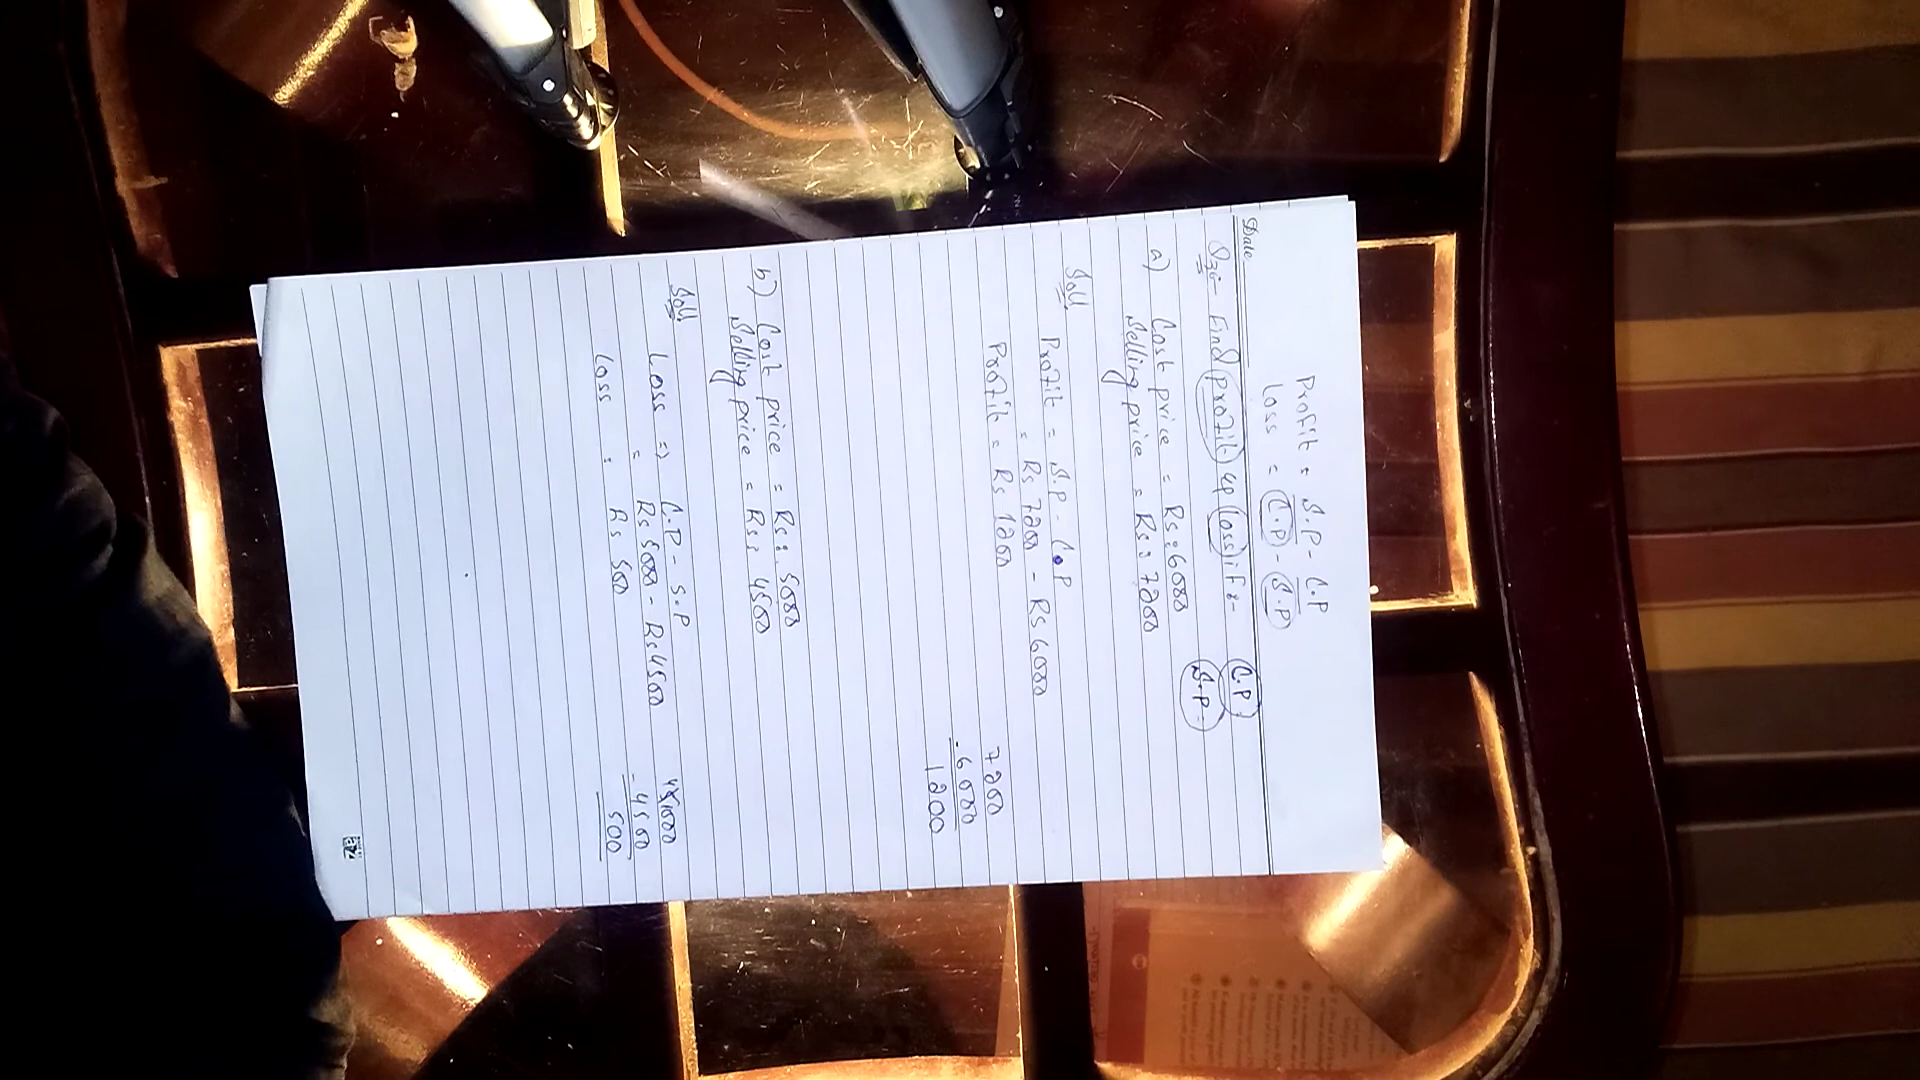 Profit = S.P - C.P
Loss = C.P - S.P
Date
Q3:- Find profit or loss if:-
C.P =
S.P =
a) Cost price = Rs: 6000
Selling price = Rs: 7200
Sol
Profit = S.P - C.P
= Rs 7200 - Rs 6000
Profit = Rs 1200
7200
- 6000
1200
b) Cost price = Rs: 5000
Selling price = Rs: 4500
Sol
Loss => C.P - S.P
= Rs 5000 - Rs 4500
Loss = Rs 500
- 4500
500